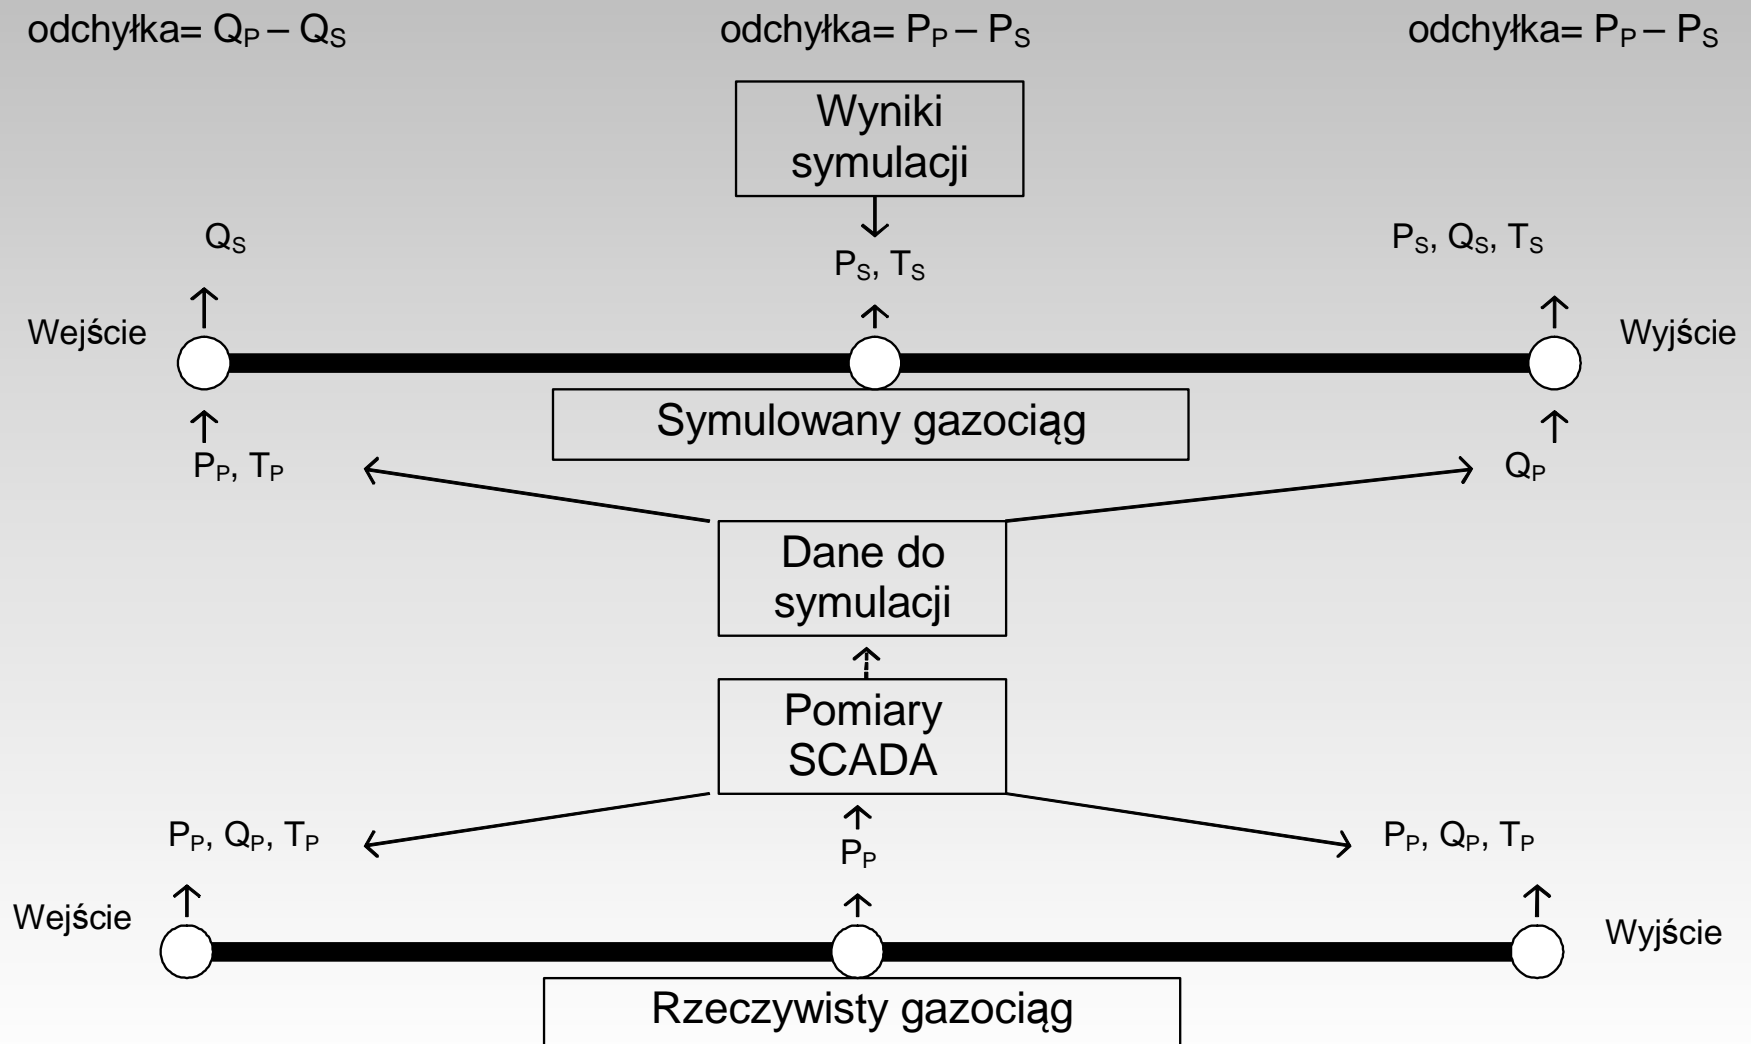 odchyłka= QP – QS
odchyłka= PP – PS
odchyłka= PP – PS
Wyniki
symulacji
QS
PS, TS
PS, QS, TS
Wejście
Wyjście
Symulowany gazociąg
PP, TP
QP
Dane do
symulacji
Pomiary
SCADA
PP, QP, TP
PP
PP, QP, TP
Wejście
Wyjście
Rzeczywisty gazociąg